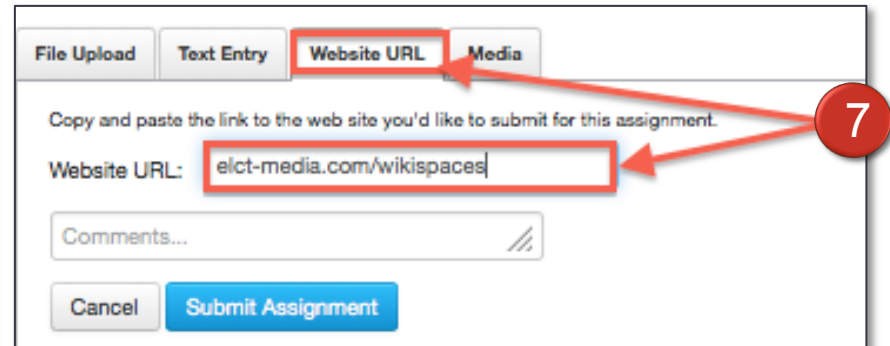 File Upload Text Entry Website URL Media
Copy and paste the link to the web site you'd like to submit for this assignment.
7
Website URL: elct-media.com/wikispaces
Comments...
Cancel Submit Assignment